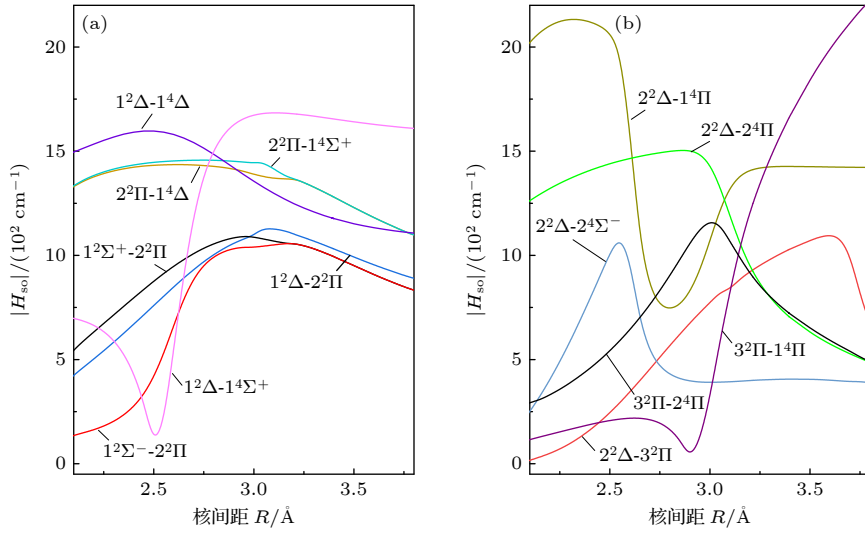 (a)
(b)
|Hso|/(10² cm⁻¹)
20
15
10
5
0
1²Δ-1⁴Δ
2²Π-1⁴Σ⁺
2²Π-1⁴Δ
1²Σ⁺-2²Π
1²Δ-2²Π
1²Δ-1⁴Σ⁺
1²Σ⁻-2²Π
2.5
3.0
3.5
核间距 R/Å
|Hso|/(10² cm⁻¹)
20
15
10
5
0
2²Δ-1⁴Π
2²Δ-2⁴Π
2²Δ-2⁴Σ⁻
3²Π-1⁴Π
3²Π-2⁴Π
2²Δ-3²Π
2.5
3.0
3.5
核间距 R/Å